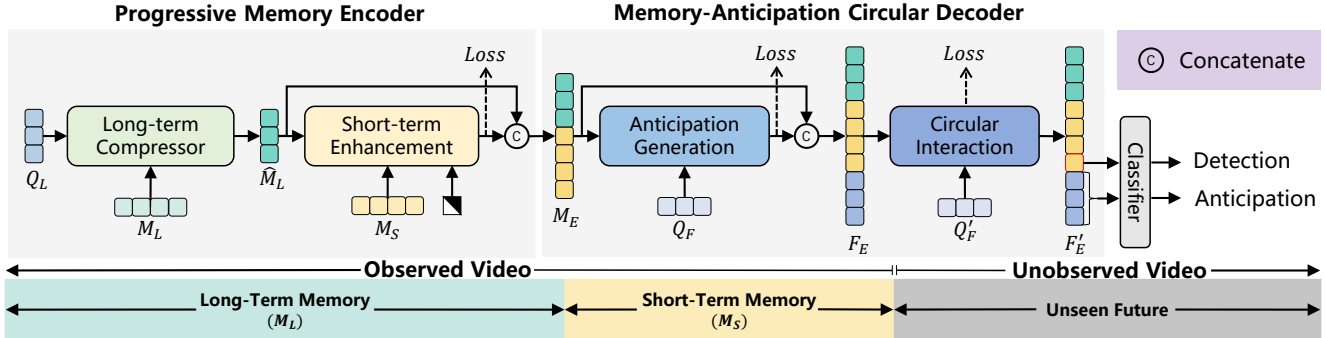 Progressive Memory Encoder
Memory-Anticipation Circular Decoder
Loss
Loss
Loss
C Concatenate
Long-term
Compressor
Short-term
Enhancement
C
Anticipation
Generation
C
Circular
Interaction
Classifier
Detection
Anticipation
Q_L
\hat{M}_L
M_L
M_S
M_E
Q_F
F_E
Q'_F
F'_E
Observed Video
Unobserved Video
Long-Term Memory
(M_L)
Short-Term Memory
(M_S)
Unseen Future